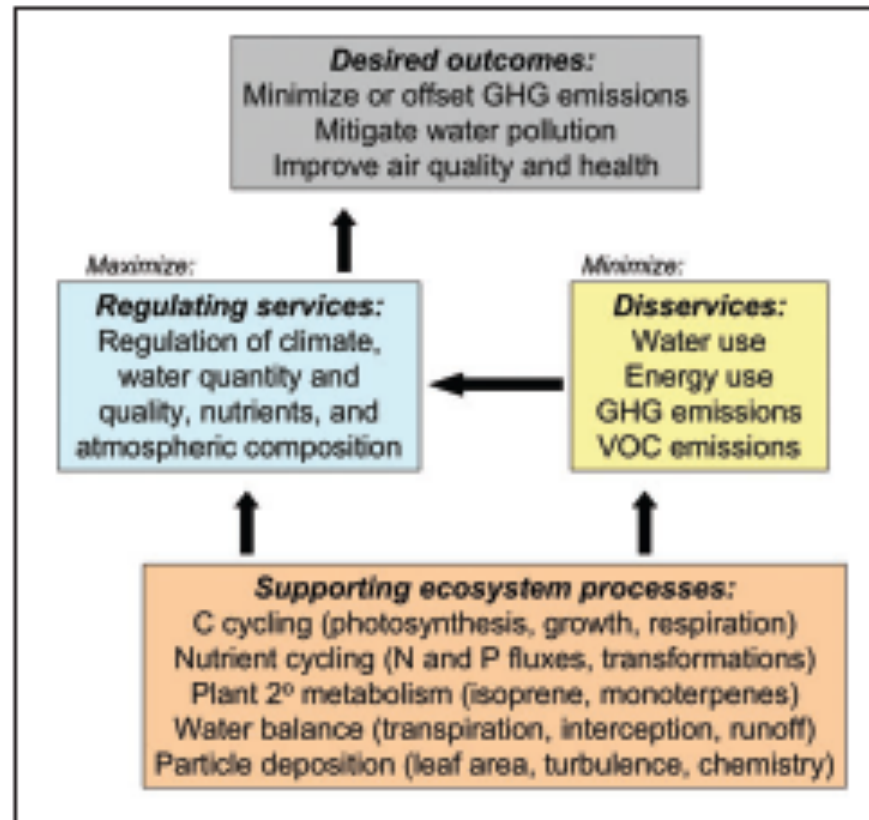 Desired outcomes:
Minimize or offset GHG emissions
Mitigate water pollution
Improve air quality and health
Maximize:
Regulating services:
Regulation of climate,
water quantity and
quality, nutrients, and
atmospheric composition
Minimize:
Disservices:
Water use
Energy use
GHG emissions
VOC emissions
Supporting ecosystem processes:
C cycling (photosynthesis, growth, respiration)
Nutrient cycling (N and P fluxes, transformations)
Plant 2º metabolism (isoprene, monoterpenes)
Water balance (transpiration, interception, runoff)
Particle deposition (leaf area, turbulence, chemistry)